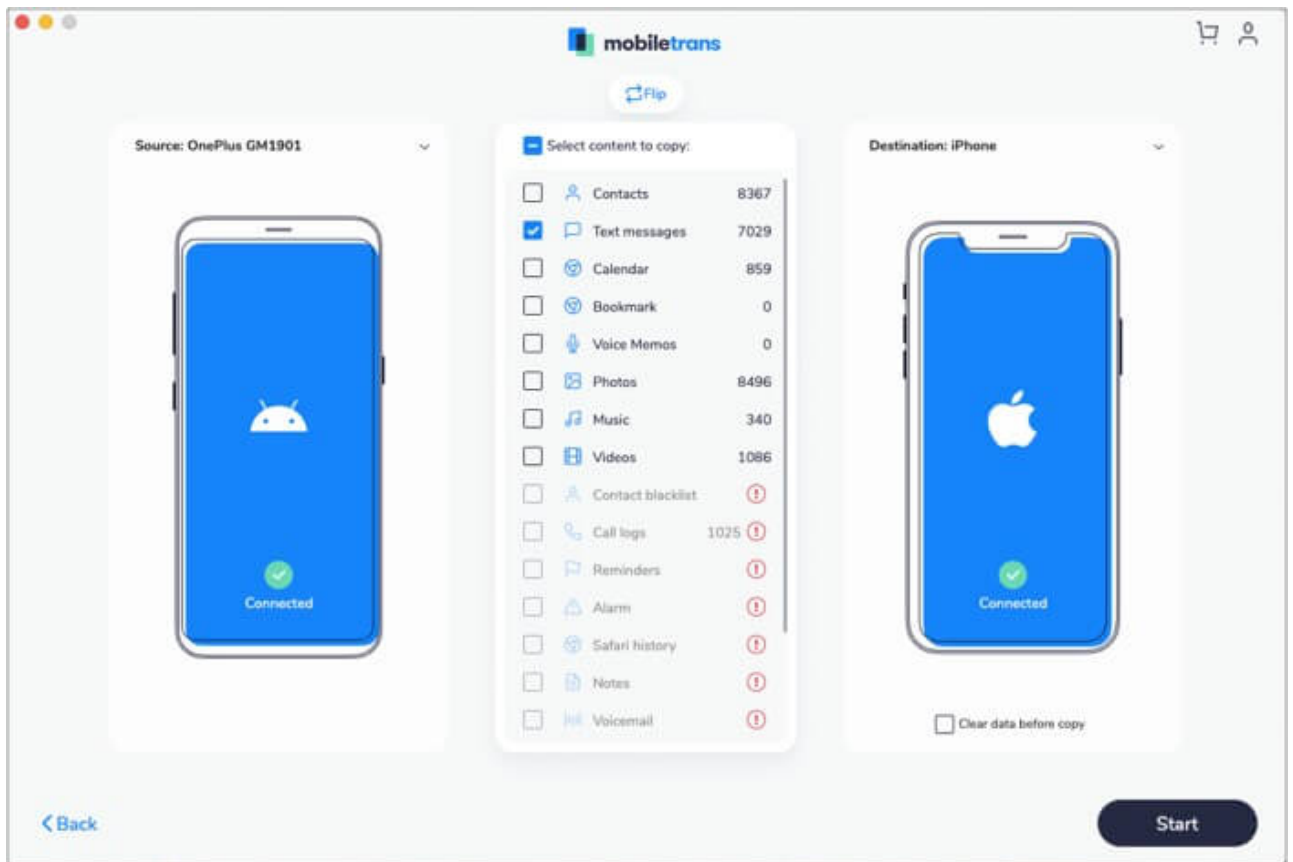 mobiletrans
Flip
Source: OnePlus GM1901
Select content to copy:
Contacts 8367
Text messages 7029
Calendar 859
Bookmark 0
Voice Memos 0
Photos 8496
Music 340
Videos 1086
Contact blacklist
Call logs 1025
Reminders
Alarm
Safari history
Notes
Voicemail
Destination: iPhone
Connected
Connected
Clear data before copy
Back
Start